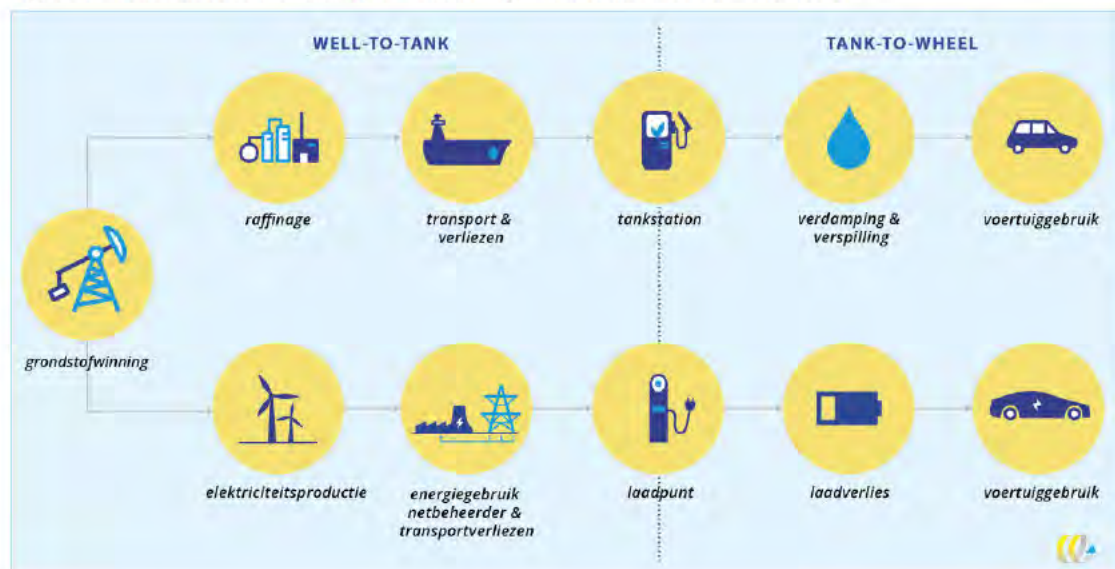 WELL-TO-TANK
TANK-TO-WHEEL
raffinage
transport &
verliezen
tankstation
verdamping &
verspilling
voertuiggebruik
grondstofwinning
elektriciteitsproductie
energiegebruik
netbeheerder &
transportverliezen
laadpunt
laadverlies
voertuiggebruik